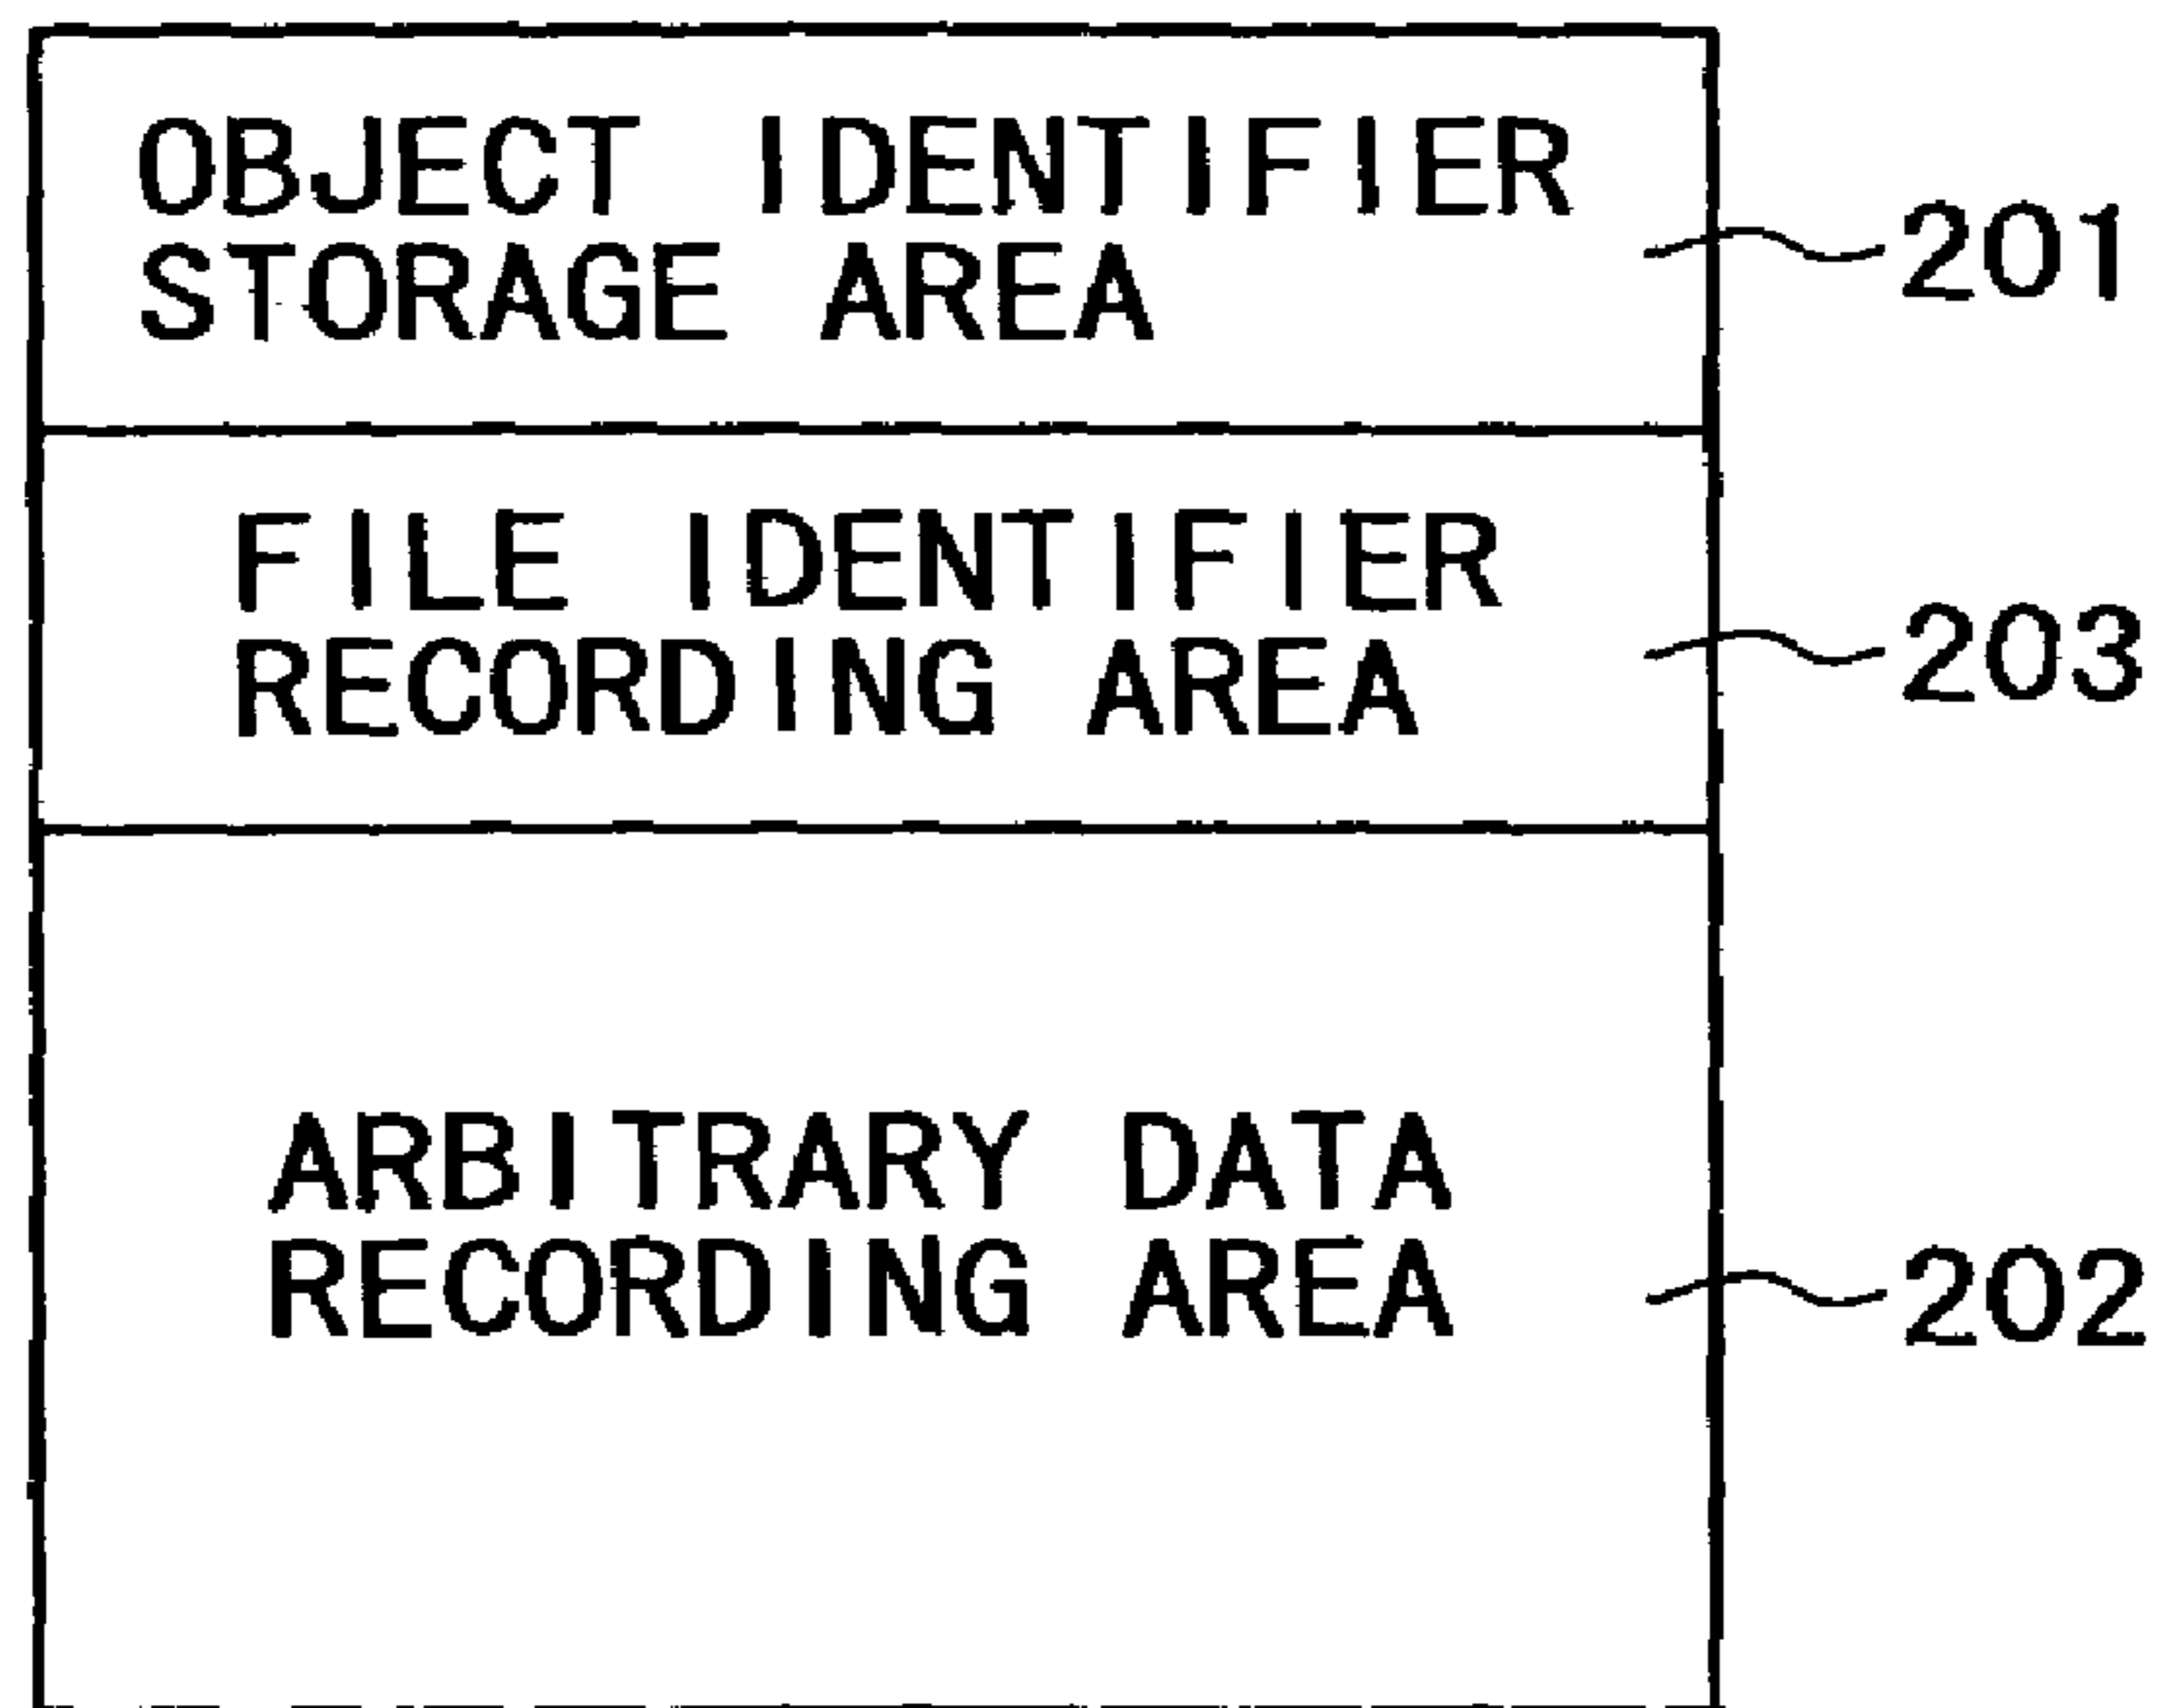 OBJECT IDENTIFIER
STORAGE AREA
201
FILE IDENTIFIER
RECORDING AREA
203
ARBITRARY DATA
RECORDING AREA
202